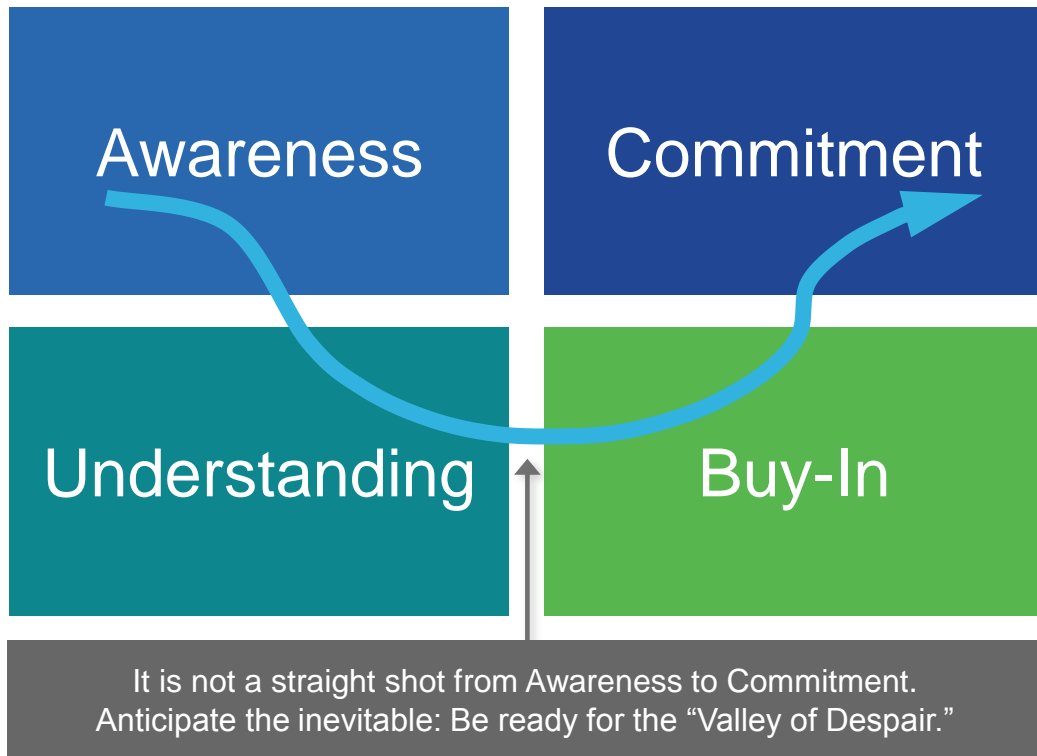 Awareness
Commitment
Understanding
Buy-In
It is not a straight shot from Awareness to Commitment.
Anticipate the inevitable: Be ready for the “Valley of Despair.”